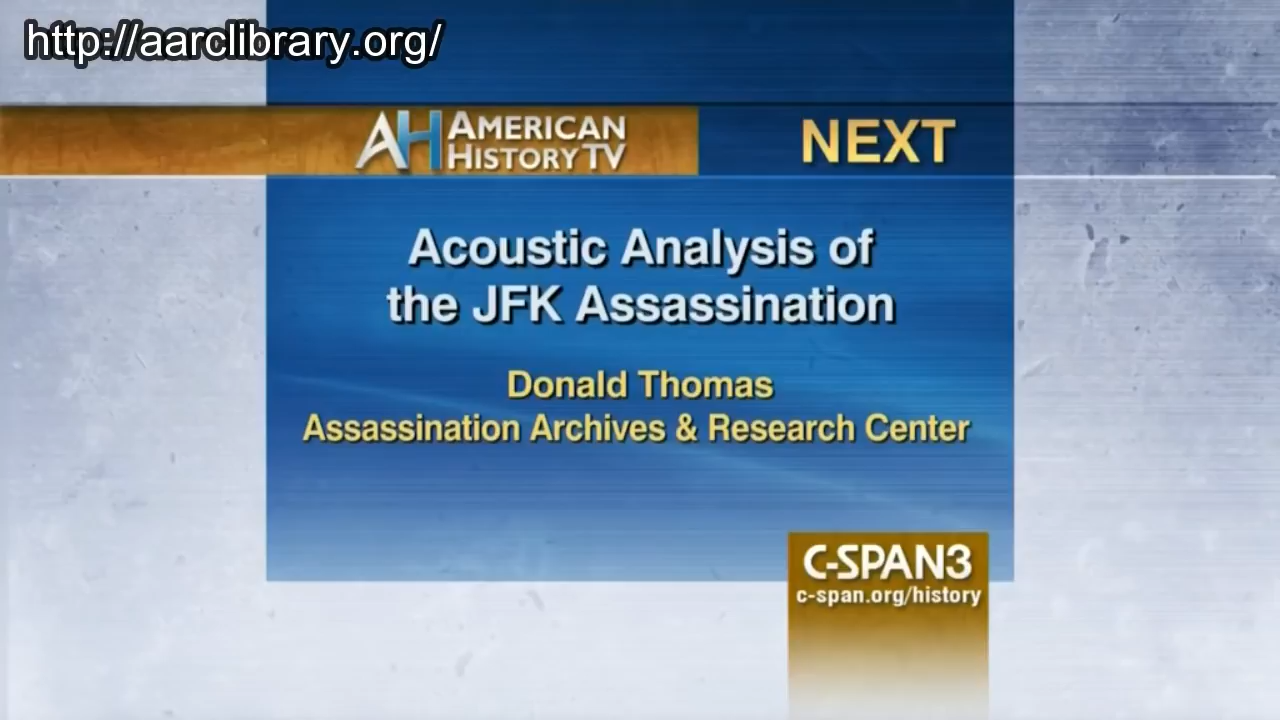 http://aarclibrary.org/
AH AMERICAN HISTORY TV
NEXT
Acoustic Analysis of
the JFK Assassination
Donald Thomas
Assassination Archives & Research Center
C-SPAN3
c-span.org/history